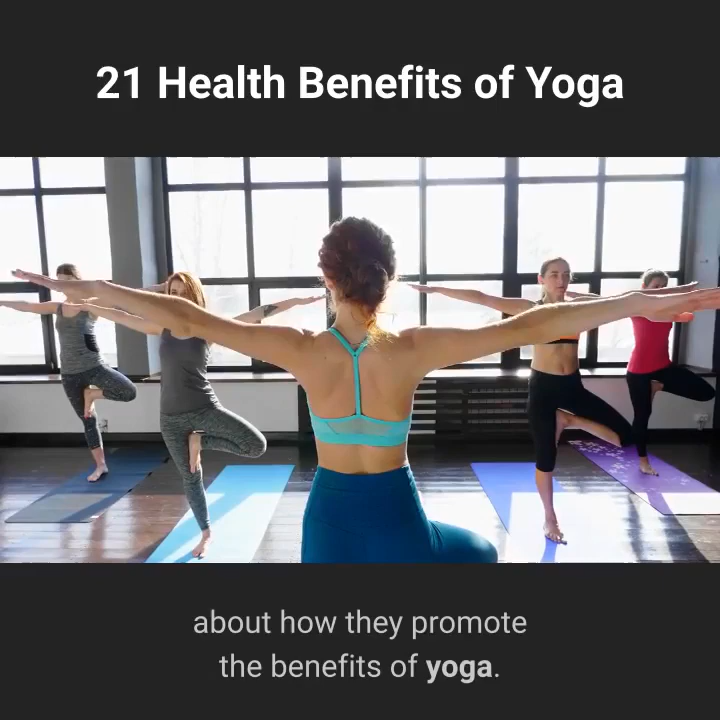 21 Health Benefits of Yoga
about how they promote
the benefits of yoga.